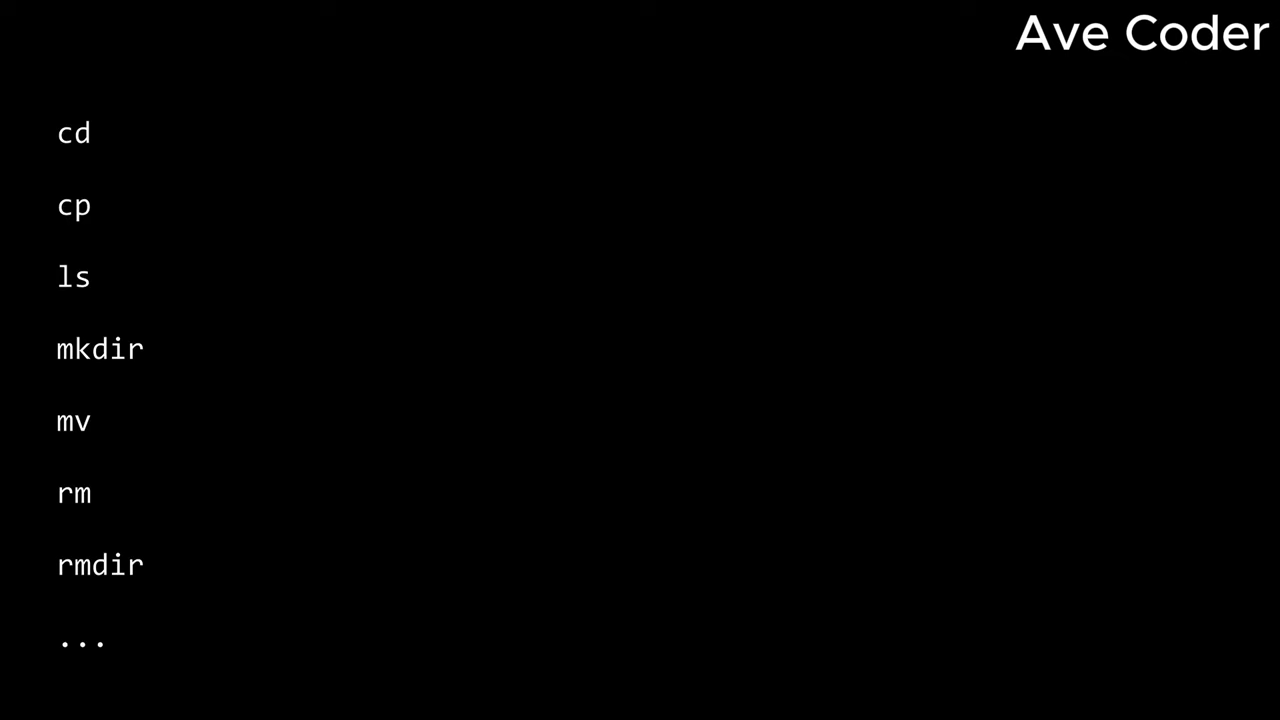 Ave Coder
cd
cp
ls
mkdir
mv
rm
rmdir
...